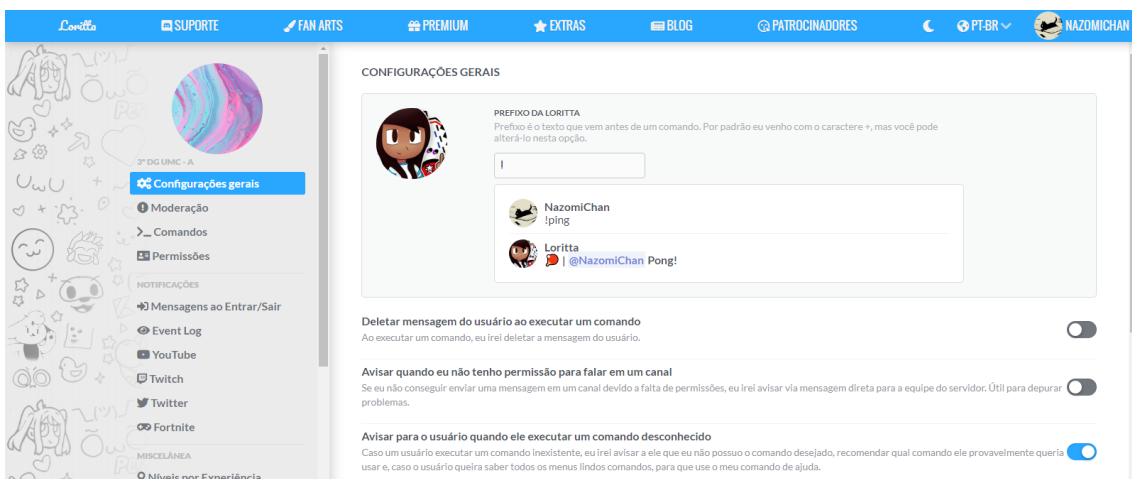 Loritta SUPORTE FAN ARTS PREMIUM EXTRAS BLOG PATROCINADORES PT-BR NAZOMICHAN
3° DG UMC - A
Configurações gerais
Moderação
Comandos
Permissões
NOTIFICAÇÕES
Mensagens ao Entrar/Sair
Event Log
YouTube
Twitch
Twitter
Fortnite
MISCELÂNEA
Níveis por Experiência
CONFIGURAÇÕES GERAIS
PREFIXO DA LORITTA
Prefixo é o texto que vem antes de um comando. Por padrão eu venho com o caractere +, mas você pode
alterá-lo nesta opção.
!
NazomiChan
!ping
Loritta
| @NazomiChan Pong!
Deletar mensagem do usuário ao executar um comando
Ao executar um comando, eu irei deletar a mensagem do usuário.
Avisar quando eu não tenho permissão para falar em um canal
Se eu não conseguir enviar uma mensagem em um canal devido a falta de permissões, eu irei avisar via mensagem direta para a equipe do servidor. Útil para depurar
problemas.
Avisar para o usuário quando ele executar um comando desconhecido
Caso um usuário executar um comando inexistente, eu irei avisar a ele que eu não possuo o comando desejado, recomendar qual comando ele provavelmente queria
usar e, caso o usuário queira saber todos os menus lindos comandos, para que use o meu comando de ajuda.
UwU